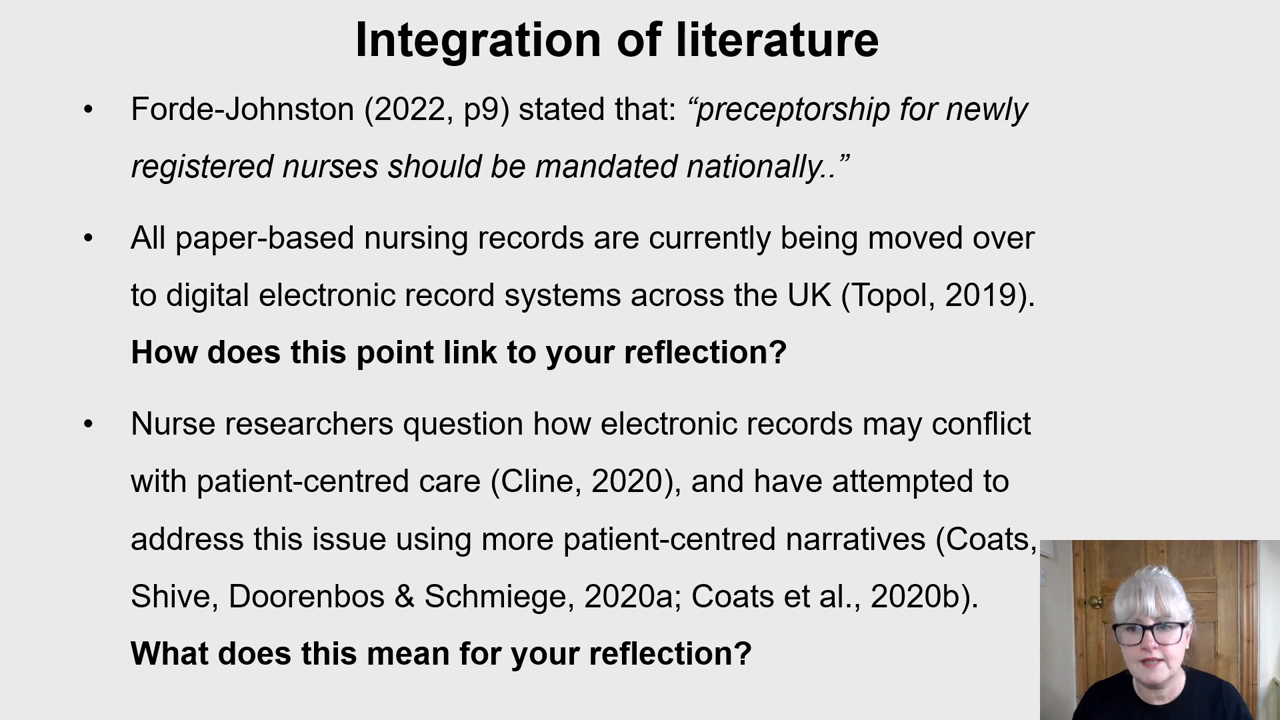 Integration of literature
• Forde-Johnston (2022, p9) stated that: “preceptorship for newly
registered nurses should be mandated nationally..”
• All paper-based nursing records are currently being moved over
to digital electronic record systems across the UK (Topol, 2019).
How does this point link to your reflection?
• Nurse researchers question how electronic records may conflict
with patient-centred care (Cline, 2020), and have attempted to
address this issue using more patient-centred narratives (Coats,
Shive, Doorenbos & Schmiege, 2020a; Coats et al., 2020b).
What does this mean for your reflection?